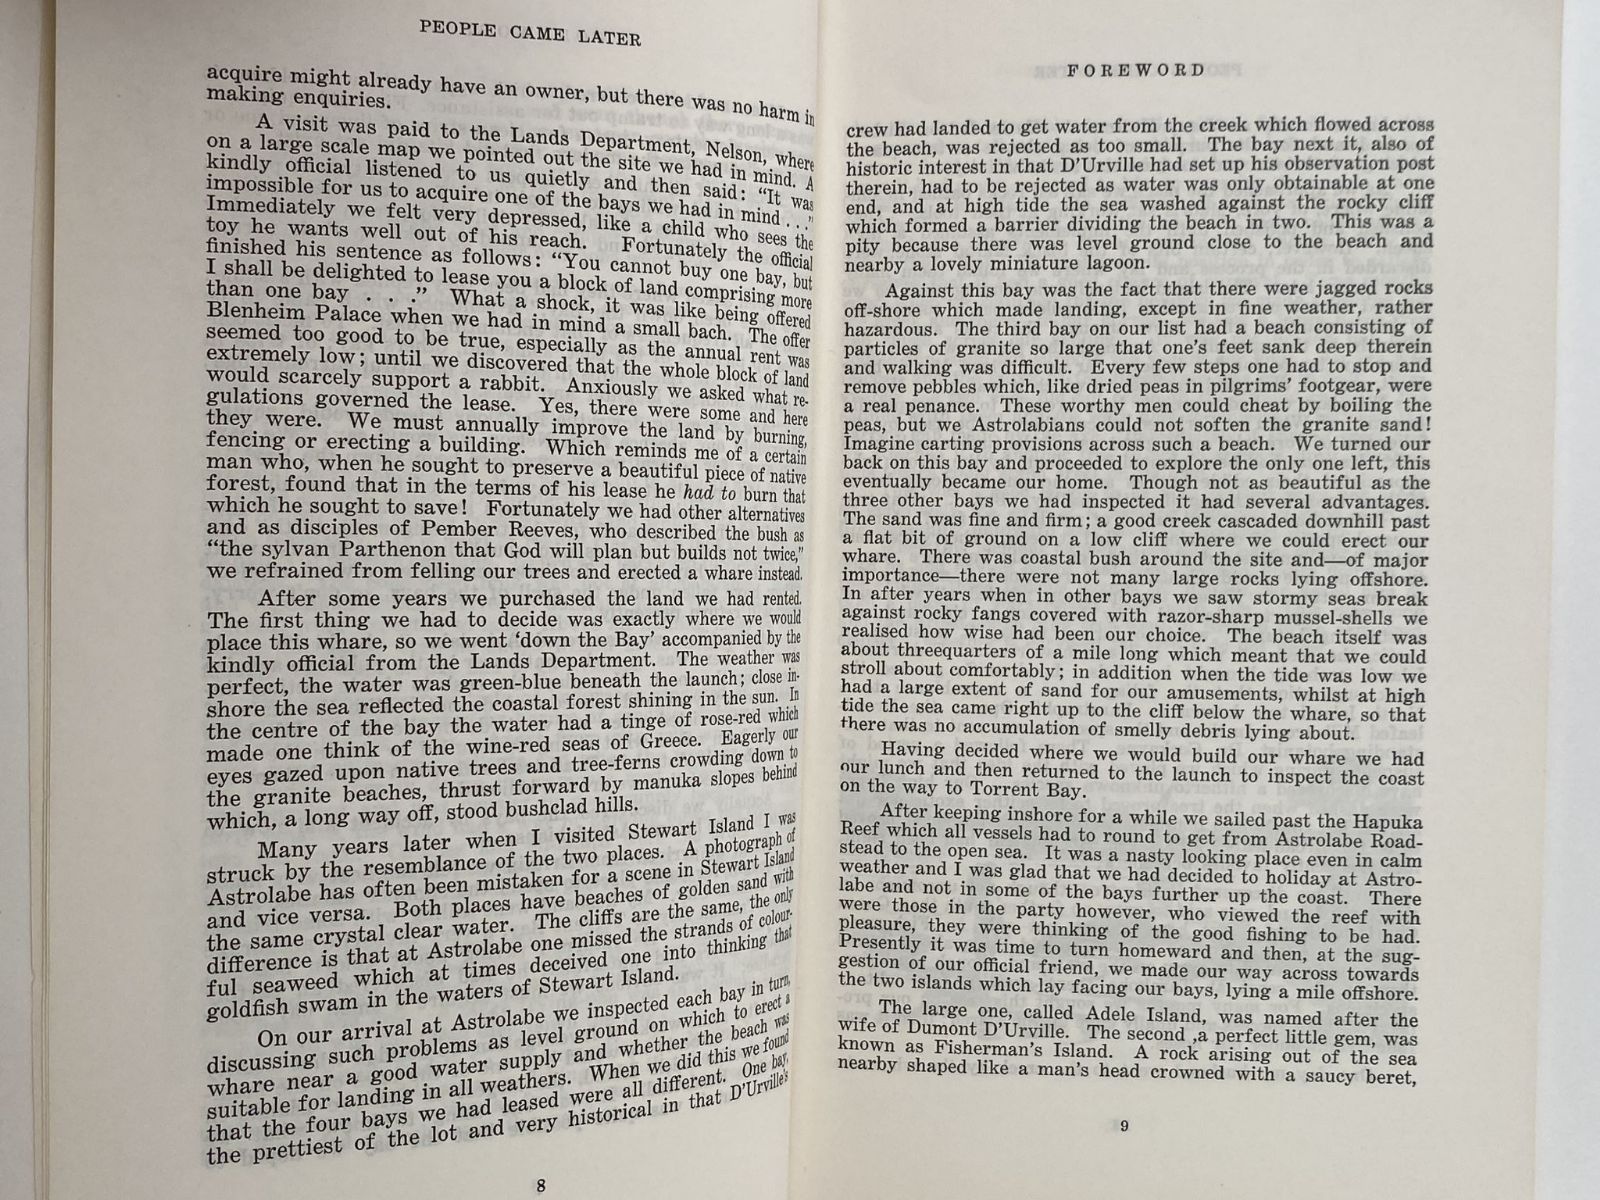 PEOPLE CAME LATER
acquire might already have an owner, but there was no harm in
making enquiries.
A visit was paid to the Lands Department, Nelson, where
on a large scale map we pointed out the site we had in mind. A
kindly official listened to us quietly and then said: “It was
impossible for us to acquire one of the bays we had in mind . . .”
Immediately we felt very depressed, like a child who sees the
toy he wants well out of his reach. Fortunately the official
finished his sentence as follows: “You cannot buy one bay, but
I shall be delighted to lease you a block of land comprising more
than one bay . . .” What a shock, it was like being offered
Blenheim Palace when we had in mind a small bach. The offer
seemed too good to be true, especially as the annual rent was
extremely low; until we discovered that the whole block of land
would scarcely support a rabbit. Anxiously we asked what re-
gulations governed the lease. Yes, there were some and here
they were. We must annually improve the land by burning,
fencing or erecting a building. Which reminds me of a certain
man who, when he sought to preserve a beautiful piece of native
forest, found that in the terms of his lease he had to burn that
which he sought to save! Fortunately we had other alternatives
and as disciples of Pember Reeves, who described the bush as
“the sylvan Parthenon that God will plan but builds not twice,”
we refrained from felling our trees and erected a whare instead.
After some years we purchased the land we had rented.
The first thing we had to decide was exactly where we would
place this whare, so we went ‘down the Bay’ accompanied by the
kindly official from the Lands Department. The weather was
perfect, the water was green-blue beneath the launch; close in-
shore the sea reflected the coastal forest shining in the sun. In
the centre of the bay the water had a tinge of rose-red which
made one think of the wine-red seas of Greece. Eagerly our
eyes gazed upon native trees and tree-ferns crowding down to
the granite beaches, thrust forward by manuka slopes behind
which, a long way off, stood bushclad hills.
Many years later when I visited Stewart Island I was
struck by the resemblance of the two places. A photograph of
Astrolabe has often been mistaken for a scene in Stewart Island
and vice versa. Both places have beaches of golden sand with
the same crystal clear water. The cliffs are the same, the only
difference is that at Astrolabe one missed the strands of colour-
ful seaweed which at times deceived one into thinking that
goldfish swam in the waters of Stewart Island.
On our arrival at Astrolabe we inspected each bay in turn,
discussing such problems as level ground on which to erect a
whare near a good water supply and whether the beach was
suitable for landing in all weathers. When we did this we found
that the four bays we had leased were all different. One bay,
the prettiest of the lot and very historical in that D’Urville’s
8
FOREWORD
crew had landed to get water from the creek which flowed across
the beach, was rejected as too small. The bay next it, also of
historic interest in that D’Urville had set up his observation post
therein, had to be rejected as water was only obtainable at one
end, and at high tide the sea washed against the rocky cliff
which formed a barrier dividing the beach in two. This was a
pity because there was level ground close to the beach and
nearby a lovely miniature lagoon.
Against this bay was the fact that there were jagged rocks
off-shore which made landing, except in fine weather, rather
hazardous. The third bay on our list had a beach consisting of
particles of granite so large that one’s feet sank deep therein
and walking was difficult. Every few steps one had to stop and
remove pebbles which, like dried peas in pilgrims’ footgear, were
a real penance. These worthy men could cheat by boiling the
peas, but we Astrolabians could not soften the granite sand!
Imagine carting provisions across such a beach. We turned our
back on this bay and proceeded to explore the only one left, this
eventually became our home. Though not as beautiful as the
three other bays we had inspected it had several advantages.
The sand was fine and firm; a good creek cascaded downhill past
a flat bit of ground on a low cliff where we could erect our
whare. There was coastal bush around the site and—of major
importance—there were not many large rocks lying offshore.
In after years when in other bays we saw stormy seas break
against rocky fangs covered with razor-sharp mussel-shells we
realised how wise had been our choice. The beach itself was
about threequarters of a mile long which meant that we could
stroll about comfortably; in addition when the tide was low we
had a large extent of sand for our amusements, whilst at high
tide the sea came right up to the cliff below the whare, so that
there was no accumulation of smelly debris lying about.
Having decided where we would build our whare we had
our lunch and then returned to the launch to inspect the coast
on the way to Torrent Bay.
After keeping inshore for a while we sailed past the Hapuka
Reef which all vessels had to round to get from Astrolabe Road-
stead to the open sea. It was a nasty looking place even in calm
weather and I was glad that we had decided to holiday at Astro-
labe and not in some of the bays further up the coast. There
were those in the party however, who viewed the reef with
pleasure, they were thinking of the good fishing to be had.
Presently it was time to turn homeward and then, at the sug-
gestion of our official friend, we made our way across towards
the two islands which lay facing our bays, lying a mile offshore.
The large one, called Adele Island, was named after the
wife of Dumont D’Urville. The second ,a perfect little gem, was
known as Fisherman’s Island. A rock arising out of the sea
nearby shaped like a man’s head crowned with a saucy beret,
9